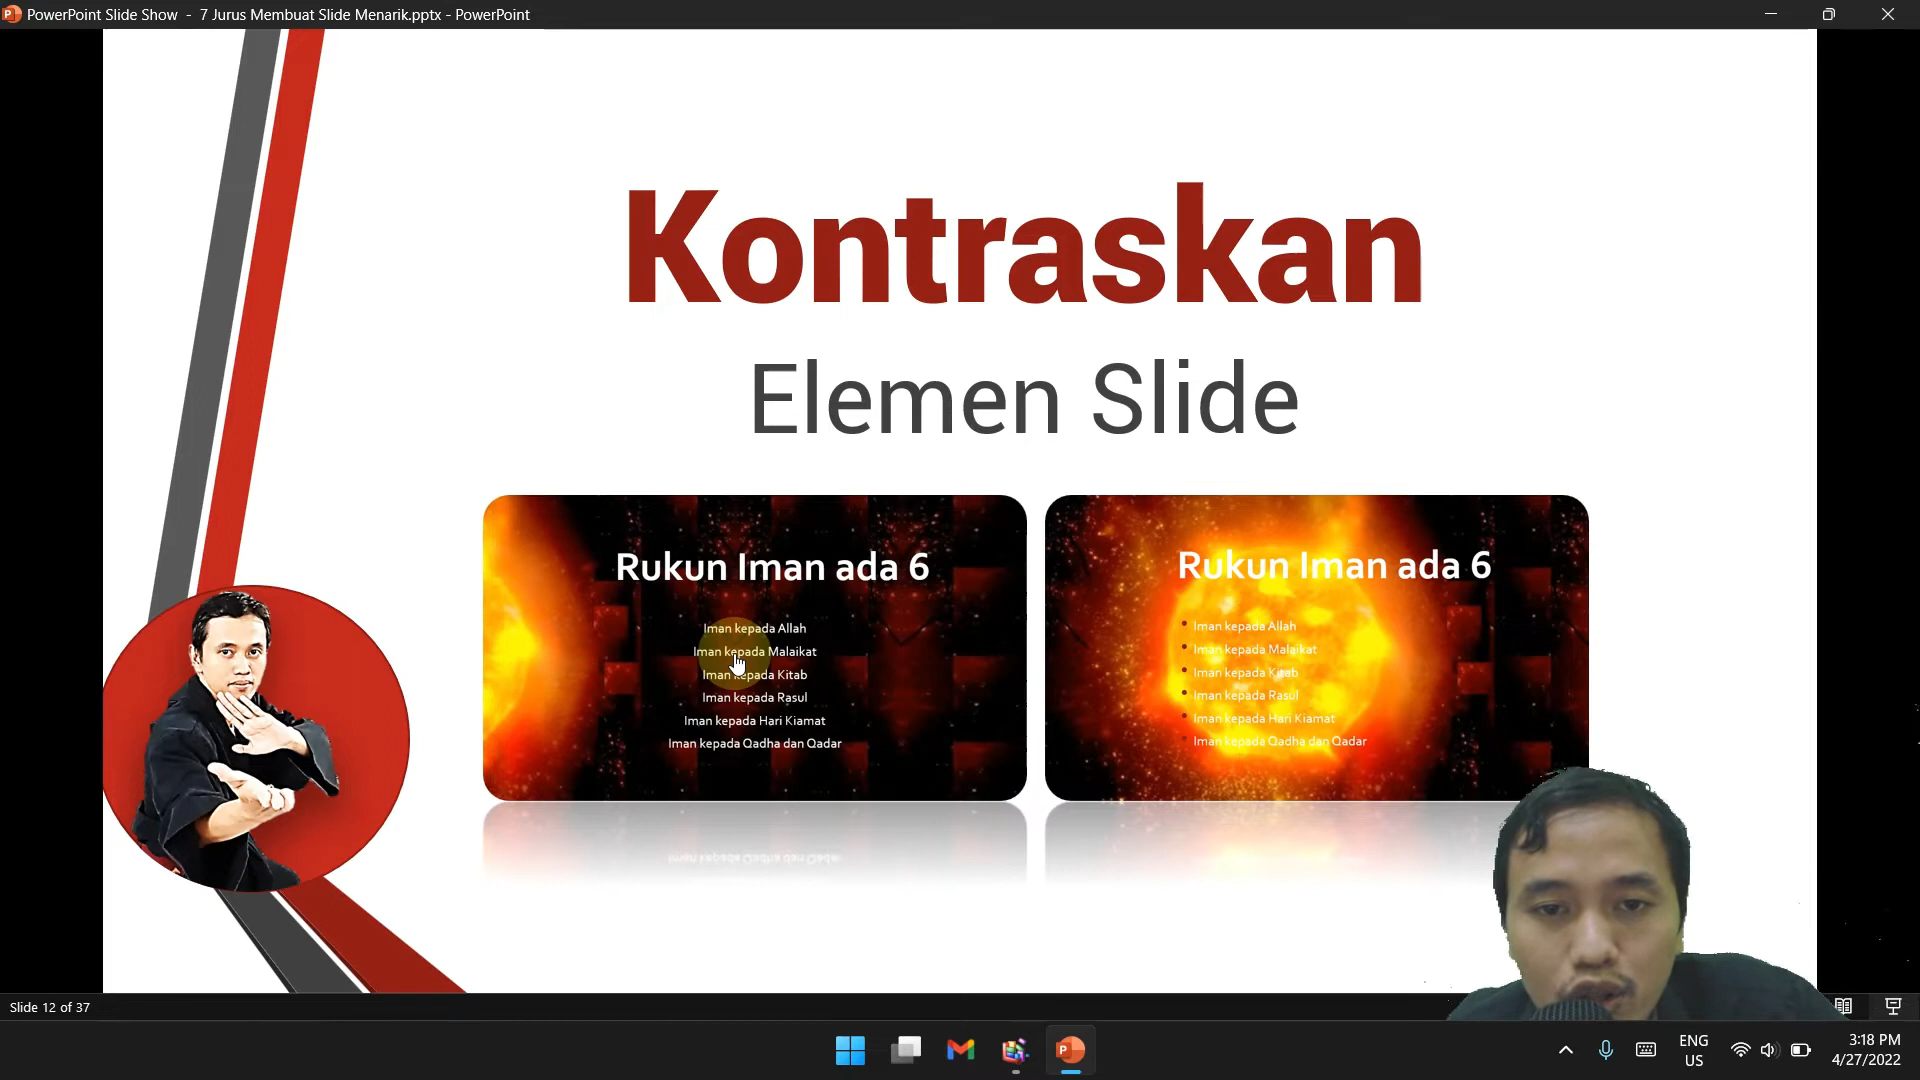 PowerPoint Slide Show - 7 Jurus Membuat Slide Menarik.pptx - PowerPoint
Kontraskan
Elemen Slide
Rukun Iman ada 6
Iman kepada Allah
Iman kepada Malaikat
Iman kepada Kitab
Iman kepada Rasul
Iman kepada Hari Kiamat
Iman kepada Qadha dan Qadar
Rukun Iman ada 6
• Iman kepada Allah
• Iman kepada Malaikat
• Iman kepada Kitab
• Iman kepada Rasul
• Iman kepada Hari Kiamat
• Iman kepada Qadha dan Qadar
Slide 12 of 37
ENG
US
3:18 PM
4/27/2022